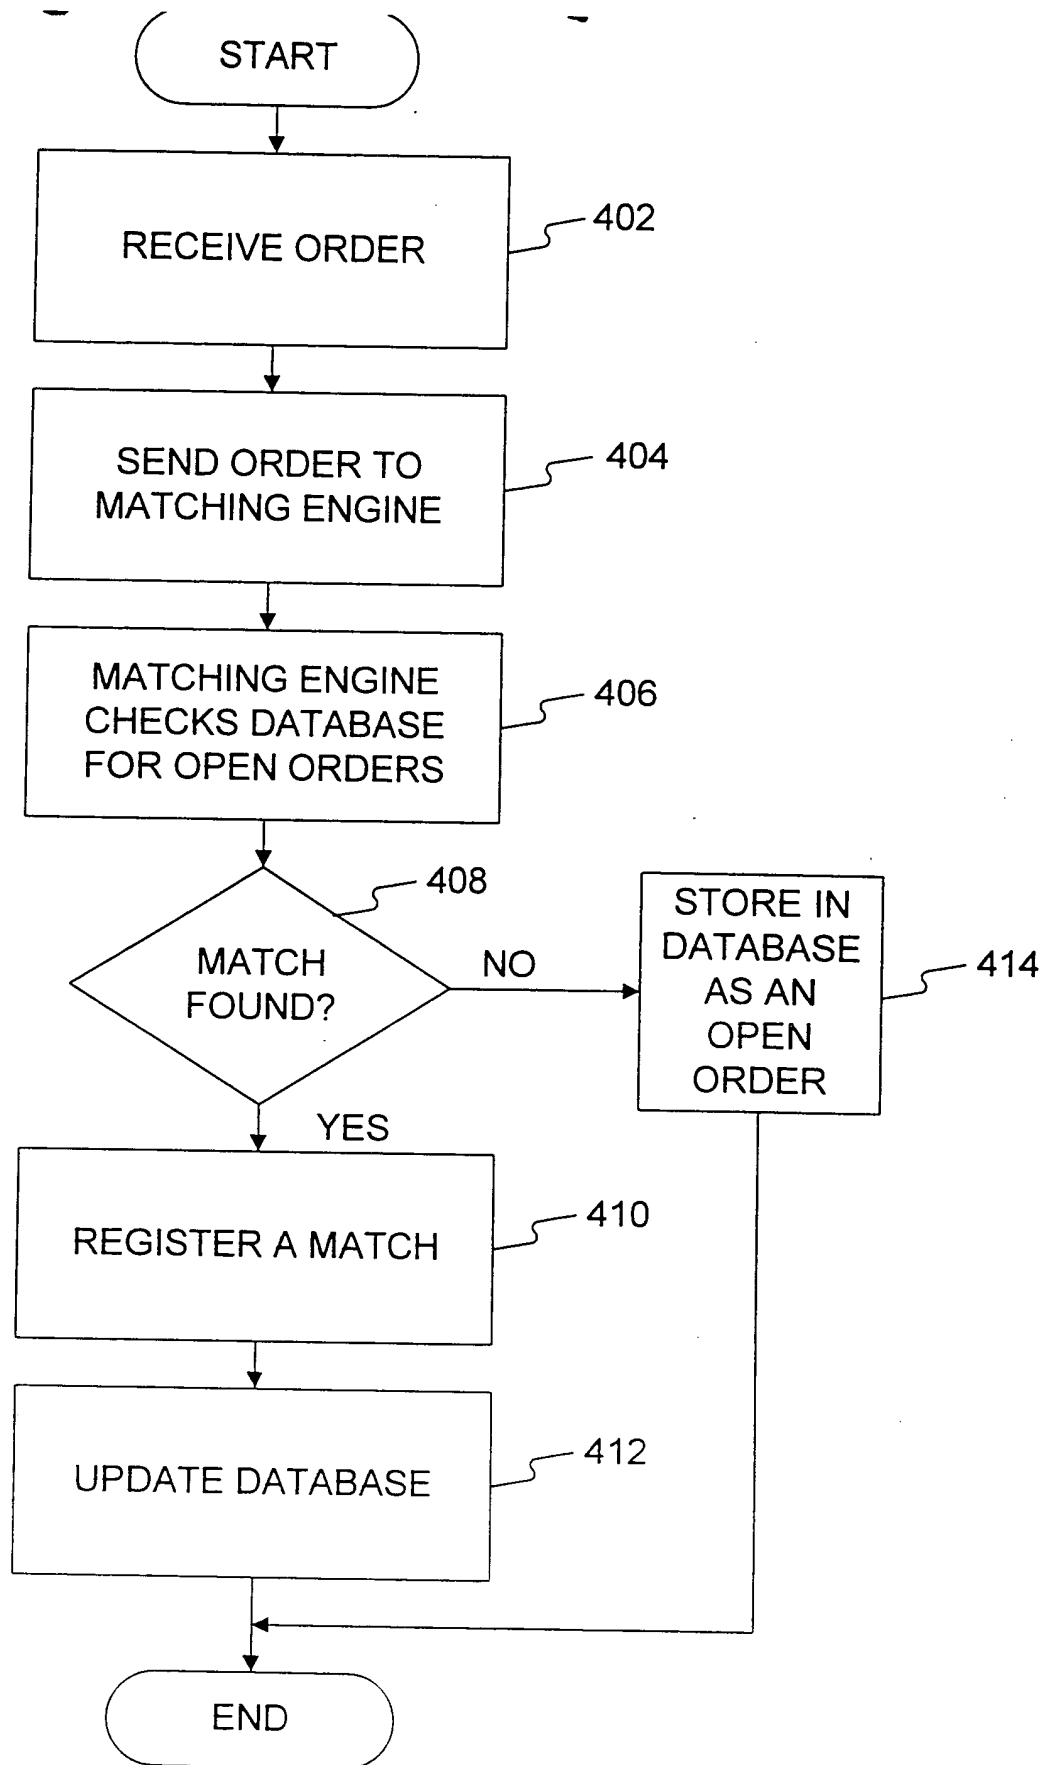 START
RECEIVE ORDER
402
SEND ORDER TO
MATCHING ENGINE
404
MATCHING ENGINE
CHECKS DATABASE
FOR OPEN ORDERS
406
MATCH
FOUND?
408
NO
STORE IN
DATABASE
AS AN
OPEN
ORDER
414
YES
REGISTER A MATCH
410
UPDATE DATABASE
412
END